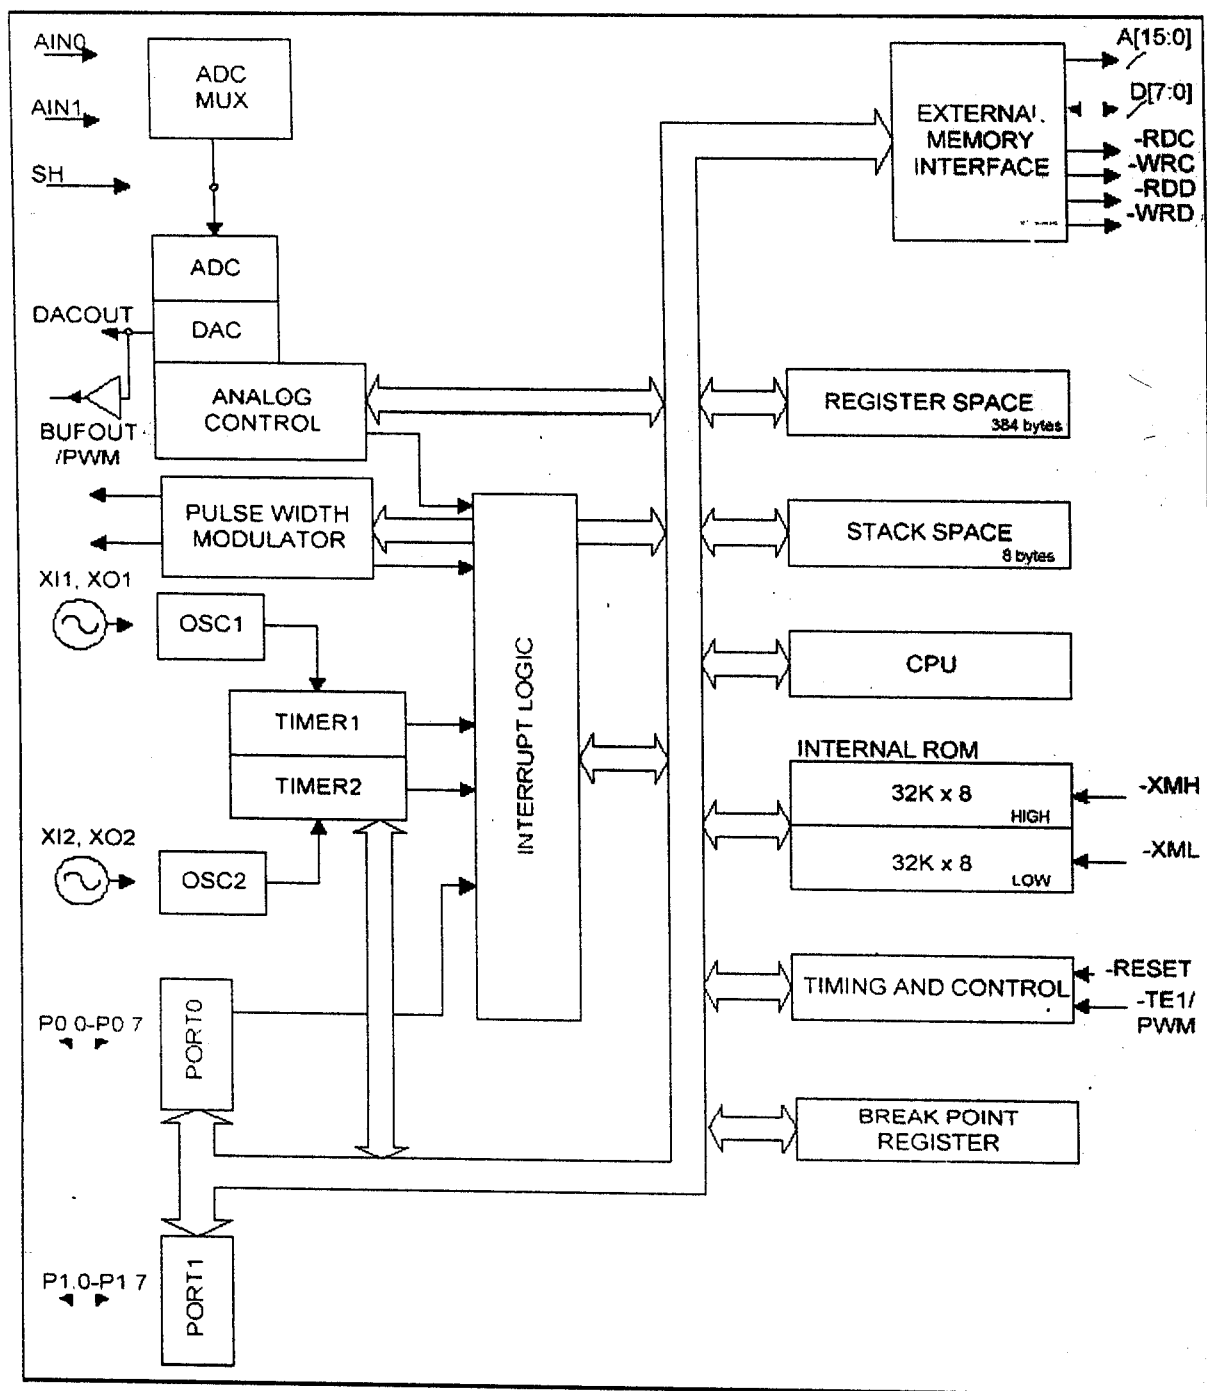 AIN0
ADC
MUX
AIN1
SH
ADC
DACOUT
DAC
ANALOG
CONTROL
BUFOUT
/PWM
PULSE WIDTH
MODULATOR
XI1, XO1
OSC1
TIMER1
TIMER2
XI2, XO2
OSC2
INTERRUPT LOGIC
P0 0-P0 7
PORT0
P1.0-P1 7
PORT1
EXTERNAL
MEMORY
INTERFACE
A[15:0]
D[7:0]
-RDC
-WRC
-RDD
-WRD
REGISTER SPACE
384 bytes
STACK SPACE
8 bytes
CPU
INTERNAL ROM
32K x 8
HIGH
-XMH
32K x 8
LOW
-XML
TIMING AND CONTROL
-RESET
-TE1/
PWM
BREAK POINT
REGISTER